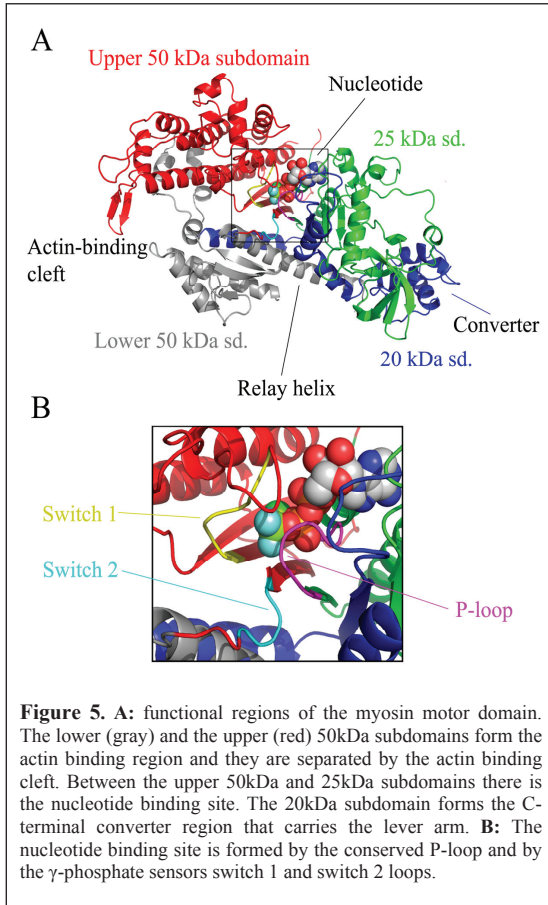 A
Upper 50 kDa subdomain
Nucleotide
25 kDa sd.
Actin-binding
cleft
Lower 50 kDa sd.
Converter
20 kDa sd.
Relay helix
B
Switch 1
Switch 2
P-loop
Figure 5. A: functional regions of the myosin motor domain.
The lower (gray) and the upper (red) 50kDa subdomains form the
actin binding region and they are separated by the actin binding
cleft. Between the upper 50kDa and 25kDa subdomains there is
the nucleotide binding site. The 20kDa subdomain forms the C-
terminal converter region that carries the lever arm. B: The
nucleotide binding site is formed by the conserved P-loop and by
the γ-phosphate sensors switch 1 and switch 2 loops.